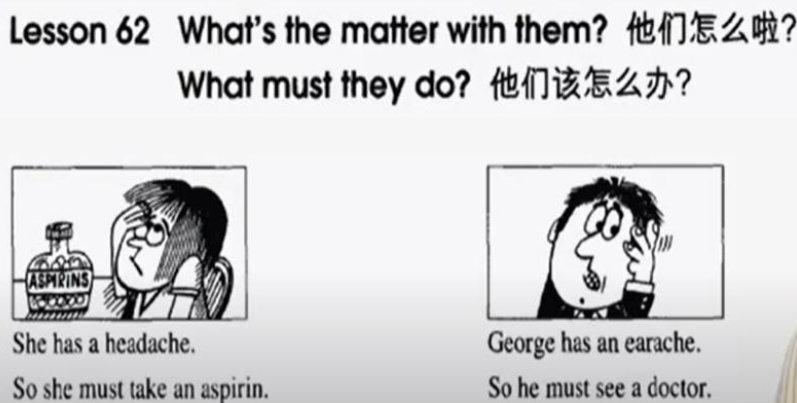 Lesson 62 What's the matter with them? 他们怎么啦?
What must they do? 他们该怎么办?
ASPIRINS
She has a headache.
So she must take an aspirin.
George has an earache.
So he must see a doctor.